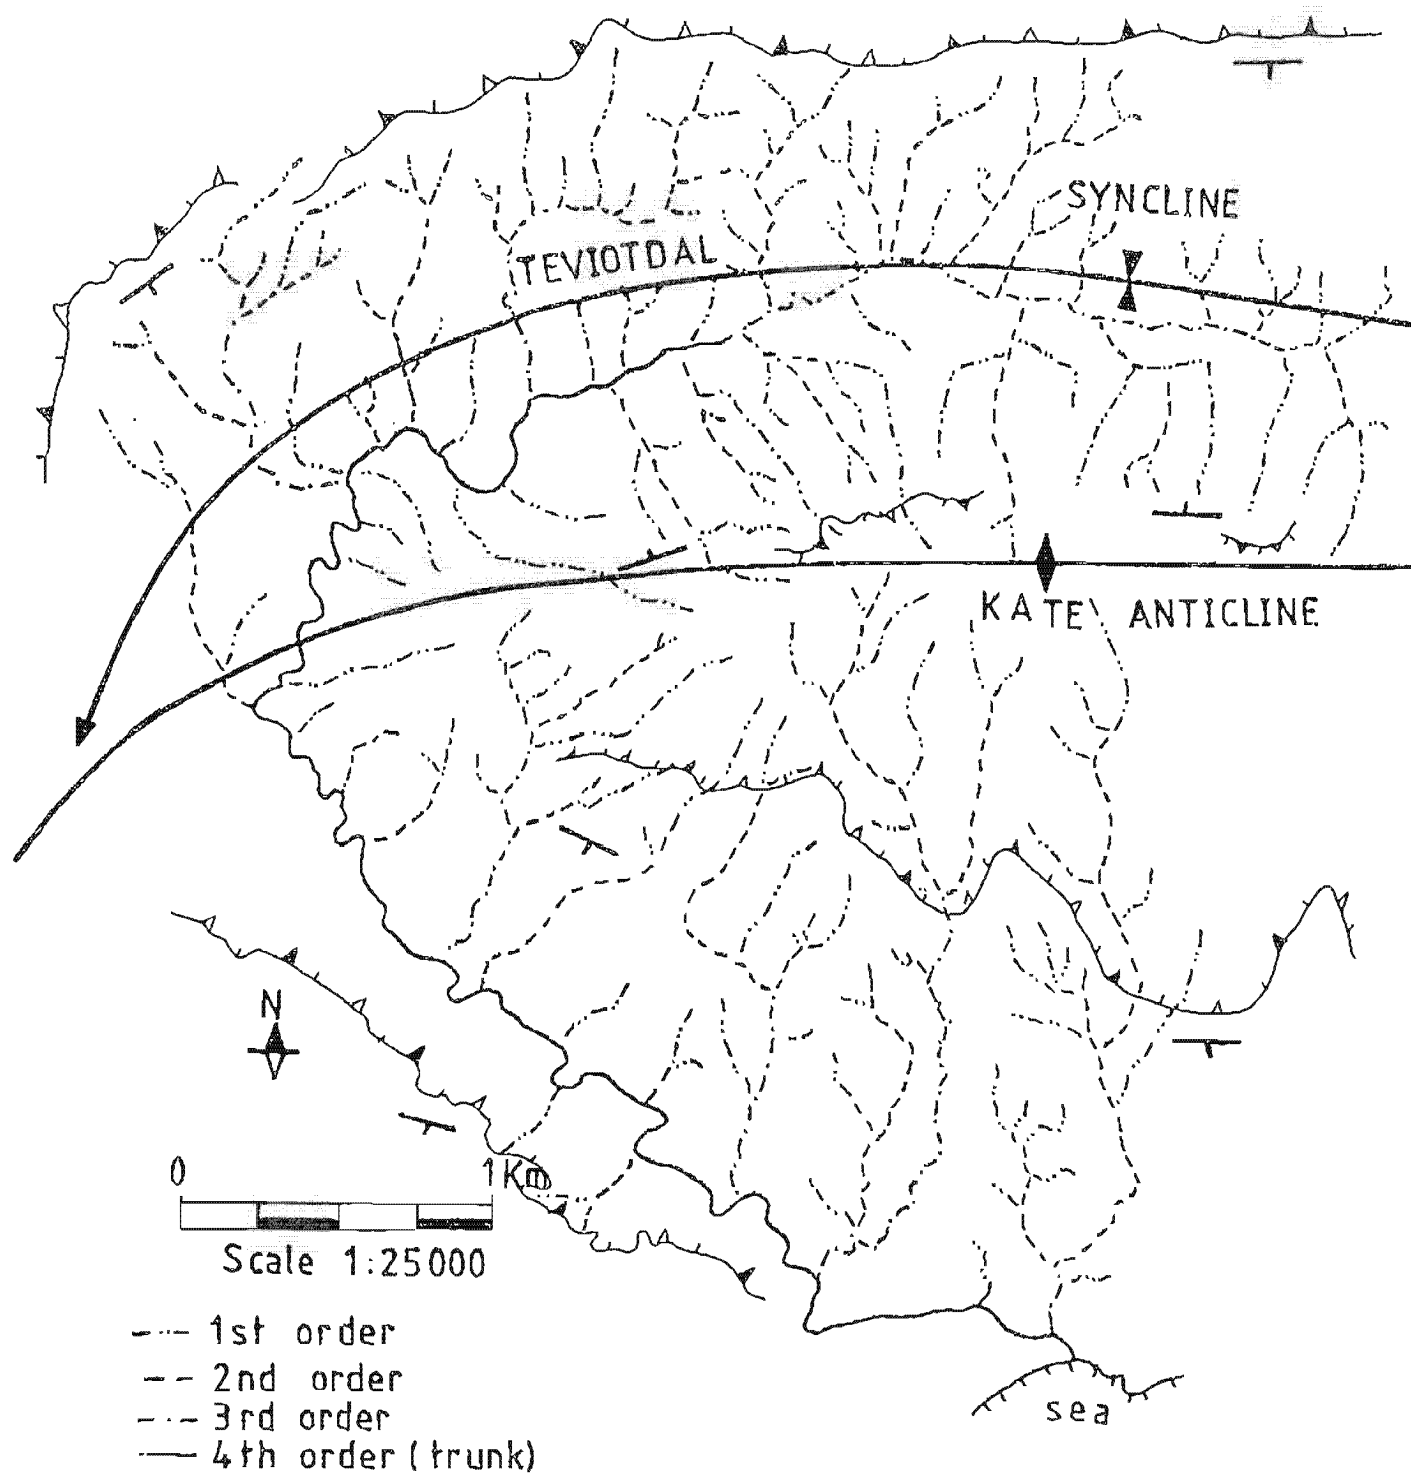 SYNCLINE
TEVIOTDAL
KATE ANTICLINE
N
0 1Km
Scale 1:25000
1st order
2nd order
3rd order
4th order (trunk)
sea